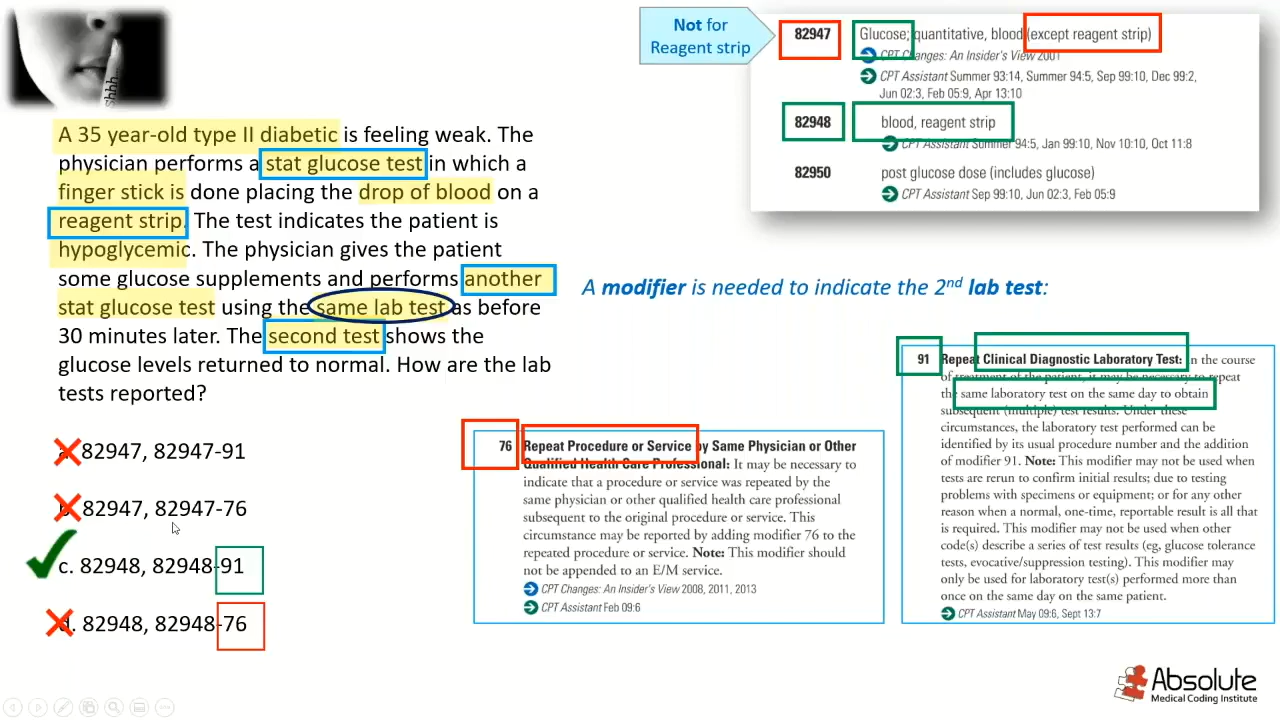 shhh
A 35 year-old type II diabetic is feeling weak. The
physician performs a stat glucose test in which a
finger stick is done placing the drop of blood on a
reagent strip. The test indicates the patient is
hypoglycemic. The physician gives the patient
some glucose supplements and performs another
stat glucose test using the same lab test as before
30 minutes later. The second test shows the
glucose levels returned to normal. How are the lab
tests reported?
a. 82947, 82947-91
b. 82947, 82947-76
c. 82948, 82948-91
d. 82948, 82948-76
Not for
Reagent strip
82947 Glucose; quantitative, blood (except reagent strip)
CPT Changes: An Insider's View 2001
CPT Assistant Summer 93:14, Summer 94:5, Sep 99:10, Dec 99:2,
Jun 02:3, Feb 05:9, Apr 13:10
82948 blood, reagent strip
CPT Assistant Summer 94:5, Jan 99:10, Nov 10:10, Oct 11:8
82950 post glucose dose (includes glucose)
CPT Assistant Sep 99:10, Jun 02:3, Feb 05:9
A modifier is needed to indicate the 2nd lab test:
76 Repeat Procedure or Service by Same Physician or Other
Qualified Health Care Professional: It may be necessary to
indicate that a procedure or service was repeated by the
same physician or other qualified health care professional
subsequent to the original procedure or service. This
circumstance may be reported by adding modifier 76 to the
repeated procedure or service. Note: This modifier should
not be appended to an E/M service.
CPT Changes: An Insider's View 2008, 2011, 2013
CPT Assistant Feb 09:6
91 Repeat Clinical Diagnostic Laboratory Test: In the course
of treatment of the patient, it may be necessary to repeat
the same laboratory test on the same day to obtain
subsequent (multiple) test results. Under these
circumstances, the laboratory test performed can be
identified by its usual procedure number and the addition
of modifier 91. Note: This modifier may not be used when
tests are rerun to confirm initial results; due to testing
problems with specimens or equipment; or for any other
reason when a normal, one-time, reportable result is all that
is required. This modifier may not be used when other
code(s) describe a series of test results (eg, glucose tolerance
tests, evocative/suppression testing). This modifier may
only be used for laboratory test(s) performed more than
once on the same day on the same patient.
CPT Assistant May 09:6, Sept 13:7
Absolute
Medical Coding Institute